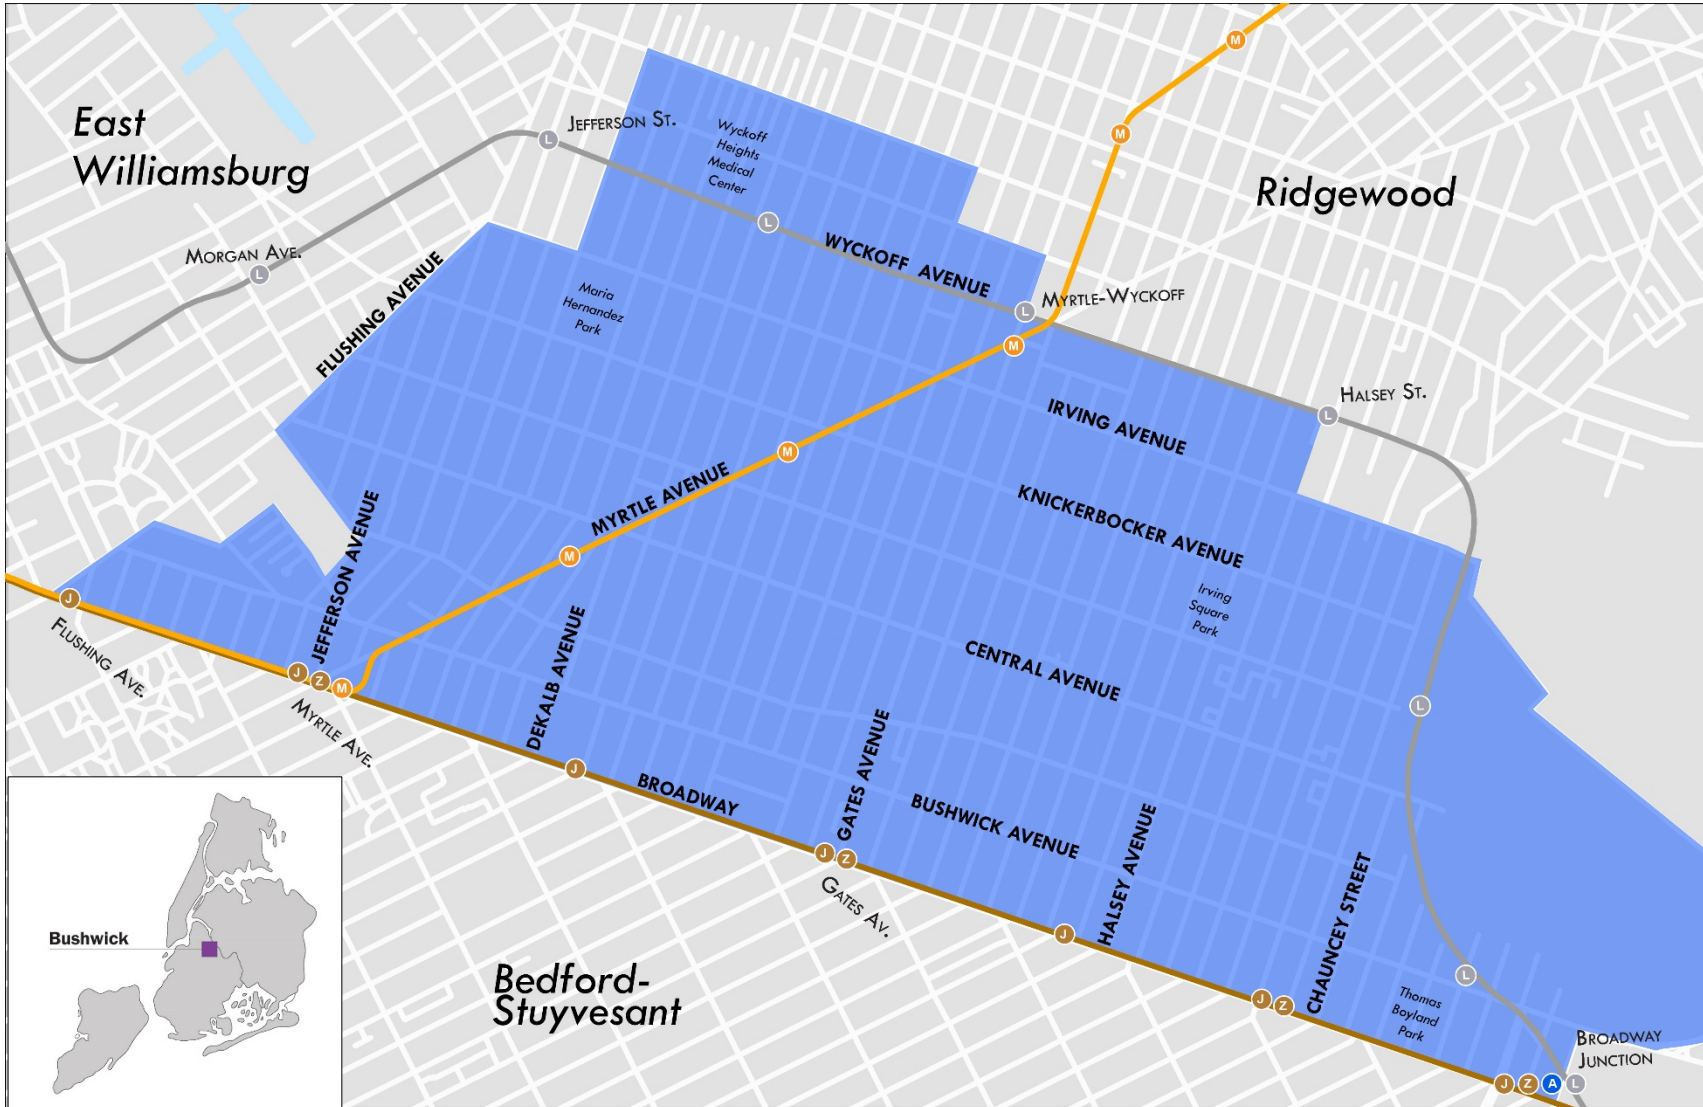 East
Williamsburg
JEFFERSON ST.
Wyckoff
Heights
Medical
Center
M
M
Ridgewood
L
L
MORGAN AVE.
L
FLUSHING AVENUE
Maria
Hernandez
Park
WYCKOFF AVENUE
MYRTLE-WYCKOFF
L
M
HALSEY ST.
L
IRVING AVENUE
M
MYRTLE AVENUE
KNICKERBOCKER AVENUE
M
JEFFERSON AVENUE
Irving
Square
Park
J
FLUSHING AVE.
J
Z
M
MYRTLE AVE.
DEKALB AVENUE
CENTRAL AVENUE
L
J
BROADWAY
GATES AVENUE
BUSHWICK AVENUE
J
Z
GATES AV.
HALSEY AVENUE
J
CHAUNCEY STREET
J
Z
L
Thomas
Boyland
Park
BROADWAY
JUNCTION
J
Z
A
L
Bedford-
Stuyvesant
Bushwick